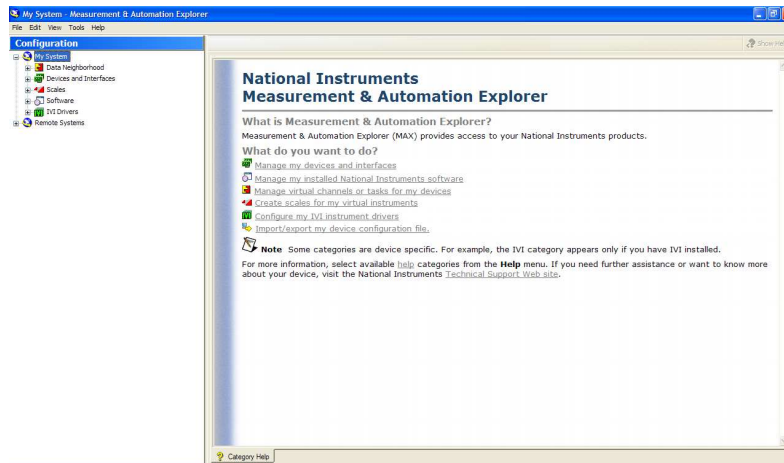 My System - Measurement & Automation Explorer
File Edit View Tools Help
Configuration
Show Help
My System
Data Neighborhood
Devices and Interfaces
Scales
Software
IVI Drivers
Remote Systems
National Instruments
Measurement & Automation Explorer
What is Measurement & Automation Explorer?
Measurement & Automation Explorer (MAX) provides access to your National Instruments products.
What do you want to do?
Manage my devices and interfaces
Manage my installed National Instruments software
Manage virtual channels or tasks for my devices
Create scales for my virtual instruments
IVI Configure my IVI instrument drivers
Import/export my device configuration file.
Note Some categories are device specific. For example, the IVI category appears only if you have IVI installed.
For more information, select available help categories from the Help menu. If you need further assistance or want to know more
about your device, visit the National Instruments Technical Support Web site.
Category Help